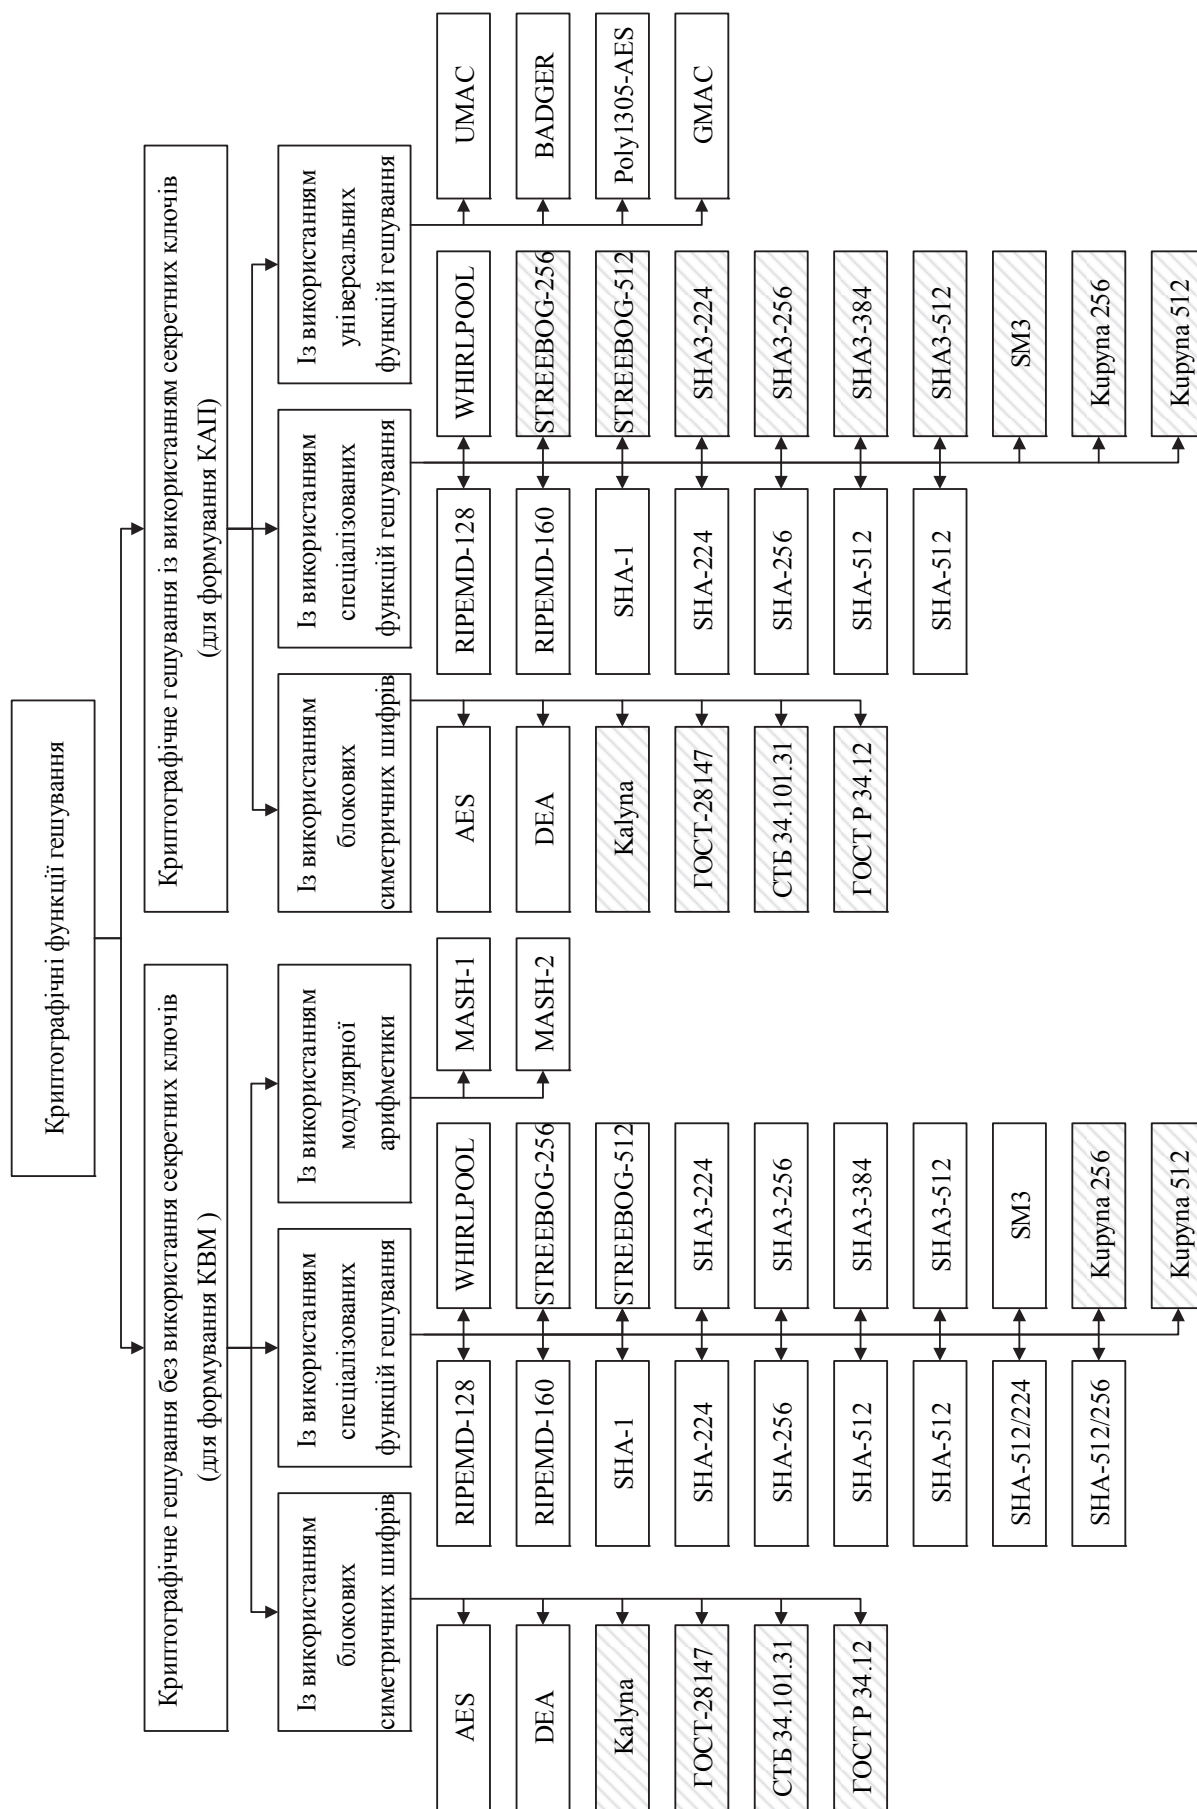 Криптографічні функції гешування
Криптографічне гешування без використання секретних ключів
(для формування КВМ )
Із використанням
блокових
симетричних шифрів
AES
DEA
Kalyna
ГОСТ-28147
СТБ 34.101.31
ГОСТ Р 34.12
Із використанням
спеціалізованих
функцій гешування
RIPEMD-128
RIPEMD-160
SHA-1
SHA-224
SHA-256
SHA-512
SHA-512
SHA-512/224
SHA-512/256
WHIRLPOOL
STREEBOG-256
STREEBOG-512
SHA3-224
SHA3-256
SHA3-384
SHA3-512
SM3
Kupyna 256
Kupyna 512
Із використанням
модулярної
арифметики
MASH-1
MASH-2
Криптографічне гешування із використанням секретних ключів
(для формування КАП)
Із використанням
блокових
симетричних шифрів
AES
DEA
Kalyna
ГОСТ-28147
СТБ 34.101.31
ГОСТ Р 34.12
Із використанням
спеціалізованих
функцій гешування
RIPEMD-128
RIPEMD-160
SHA-1
SHA-224
SHA-256
SHA-512
SHA-512
WHIRLPOOL
STREEBOG-256
STREEBOG-512
SHA3-224
SHA3-256
SHA3-384
SHA3-512
SM3
Kupyna 256
Kupyna 512
Із використанням
універсальних
функцій гешування
UMAC
BADGER
Poly1305-AES
GMAC